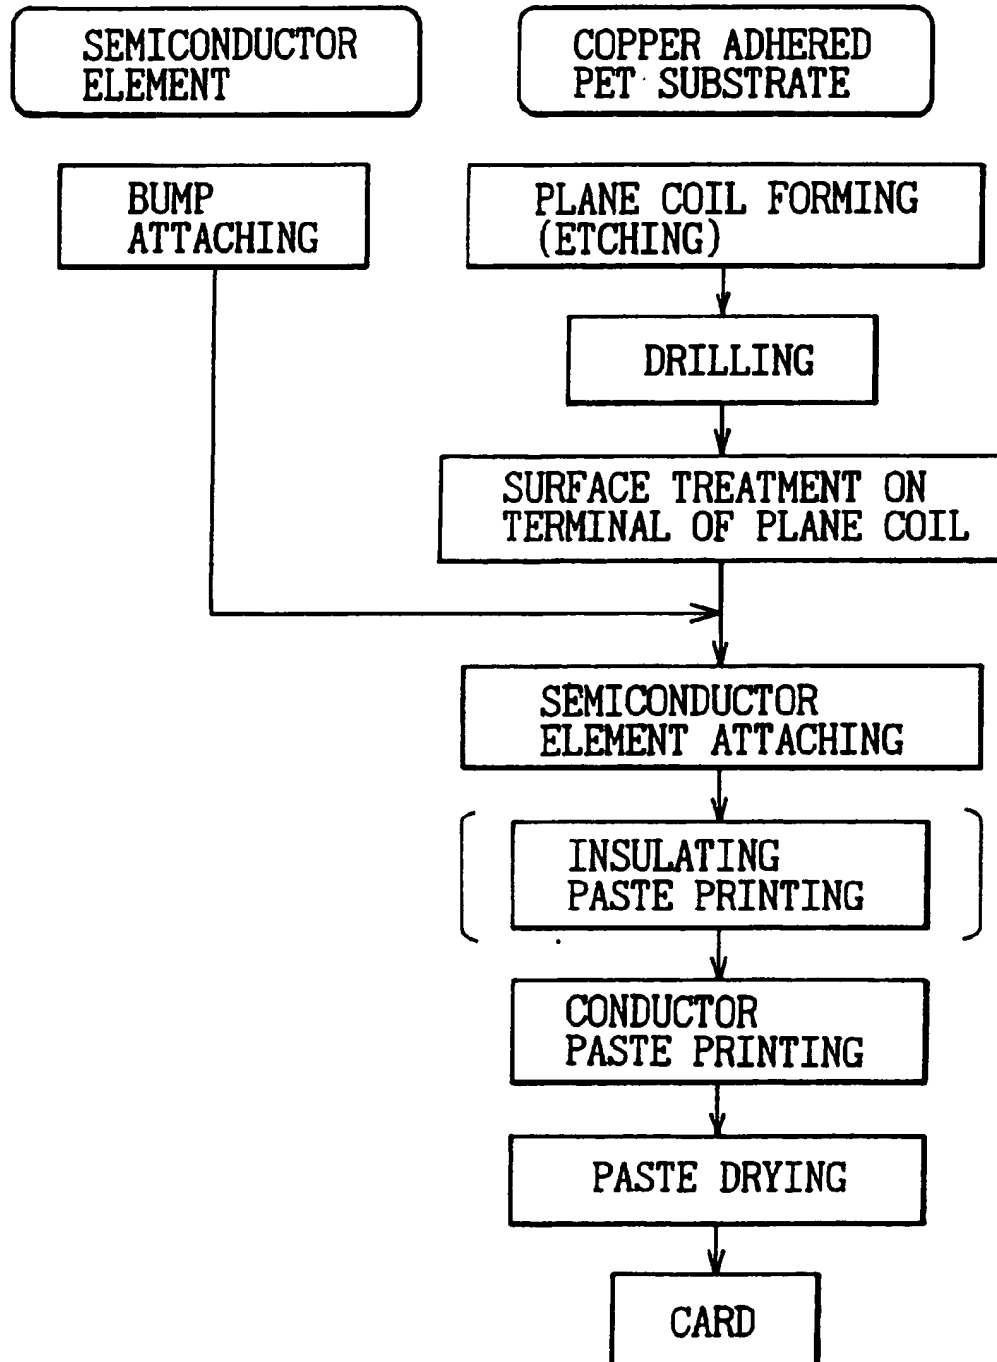 SEMICONDUCTOR
ELEMENT
COPPER ADHERED
PET SUBSTRATE
BUMP
ATTACHING
PLANE COIL FORMING
(ETCHING)
DRILLING
SURFACE TREATMENT ON
TERMINAL OF PLANE COIL
SEMICONDUCTOR
ELEMENT ATTACHING
INSULATING
PASTE PRINTING
CONDUCTOR
PASTE PRINTING
PASTE DRYING
CARD